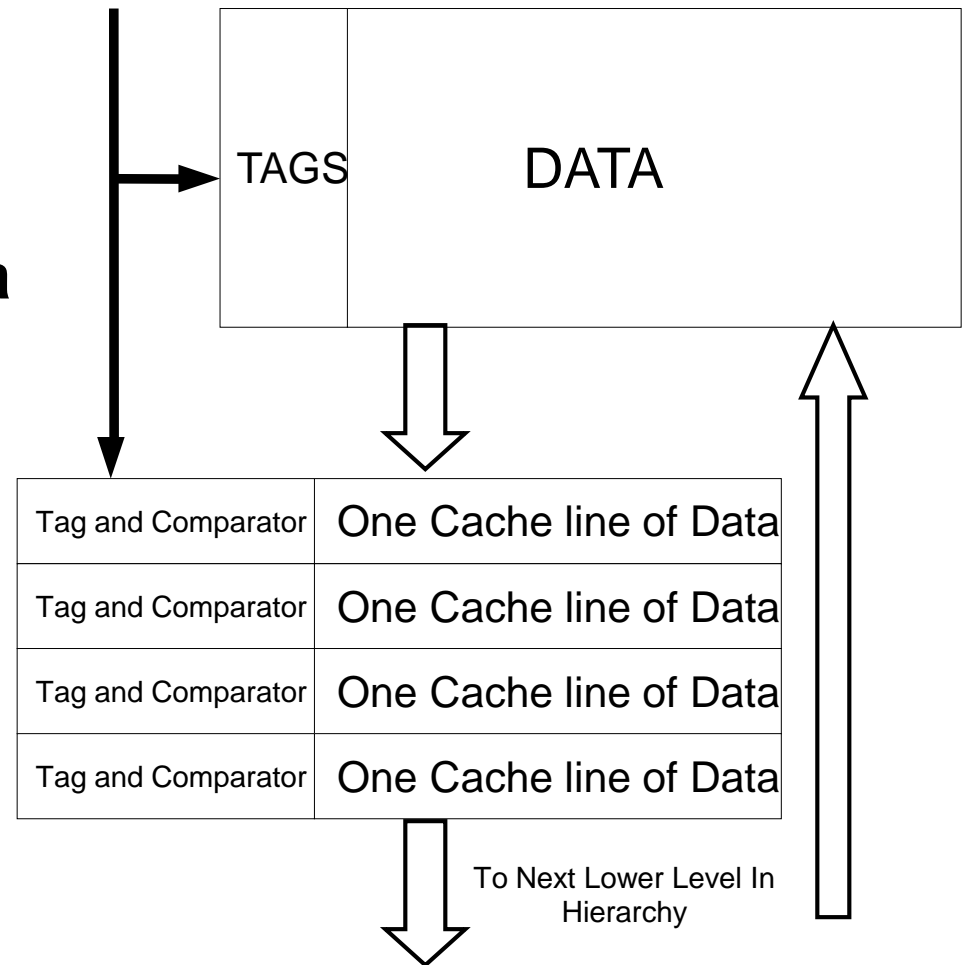 TAGS
DATA
a
Tag and Comparator
One Cache line of Data
Tag and Comparator
One Cache line of Data
Tag and Comparator
One Cache line of Data
Tag and Comparator
One Cache line of Data
To Next Lower Level In
Hierarchy